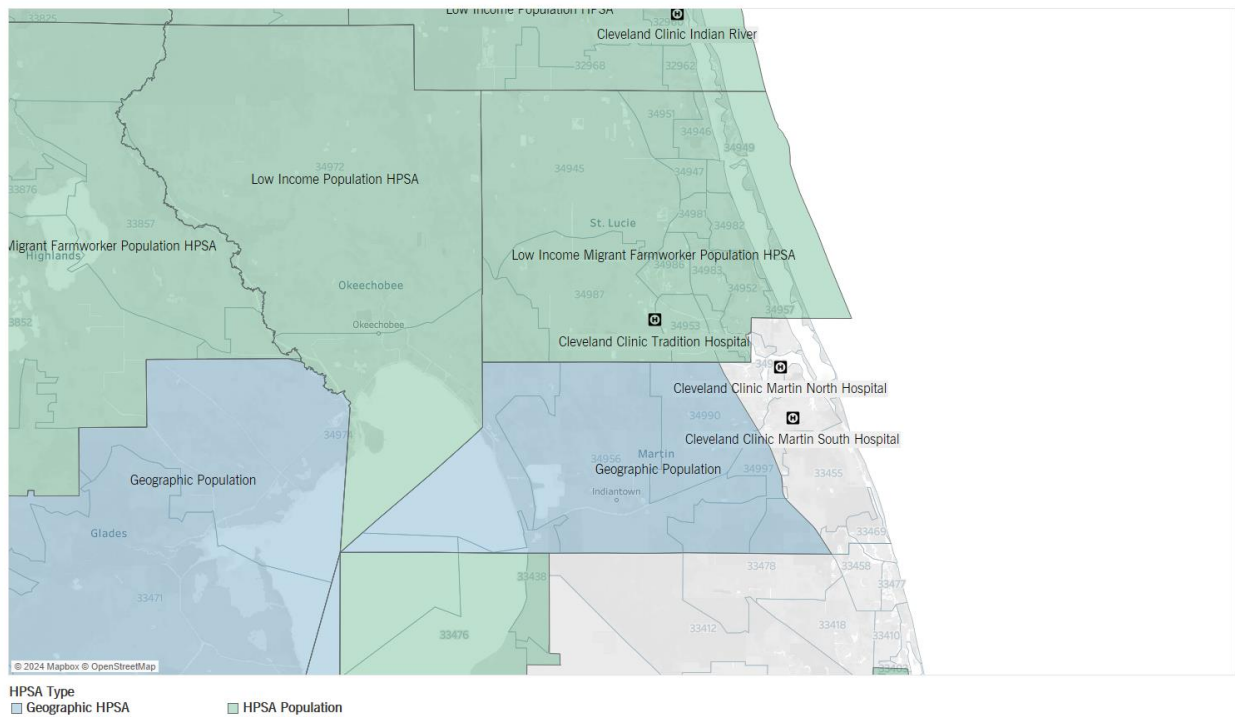 33825
Low Income Population HPSA
Cleveland Clinic Indian River
32968
32962
34951
34946
34949
34972
34945
34947
Low Income Population HPSA
33876
33857
34981
34982
St. Lucie
Migrant Farmworker Population HPSA
Highlands
Low Income Migrant Farmworker Population HPSA
34986
34983
Okeechobee
34987
34952
34957
33852
Okeechobee
34953
Cleveland Clinic Tradition Hospital
Cleveland Clinic Martin North Hospital
34990
34974
Cleveland Clinic Martin South Hospital
Martin
34956
Geographic Population
34997
33455
Geographic Population
Indiantown
Glades
33469
33478
33458
33438
33477
33471
33412
33418
33410
33476
© 2024 Mapbox © OpenStreetMap
HPSA Type
Geographic HPSA
HPSA Population